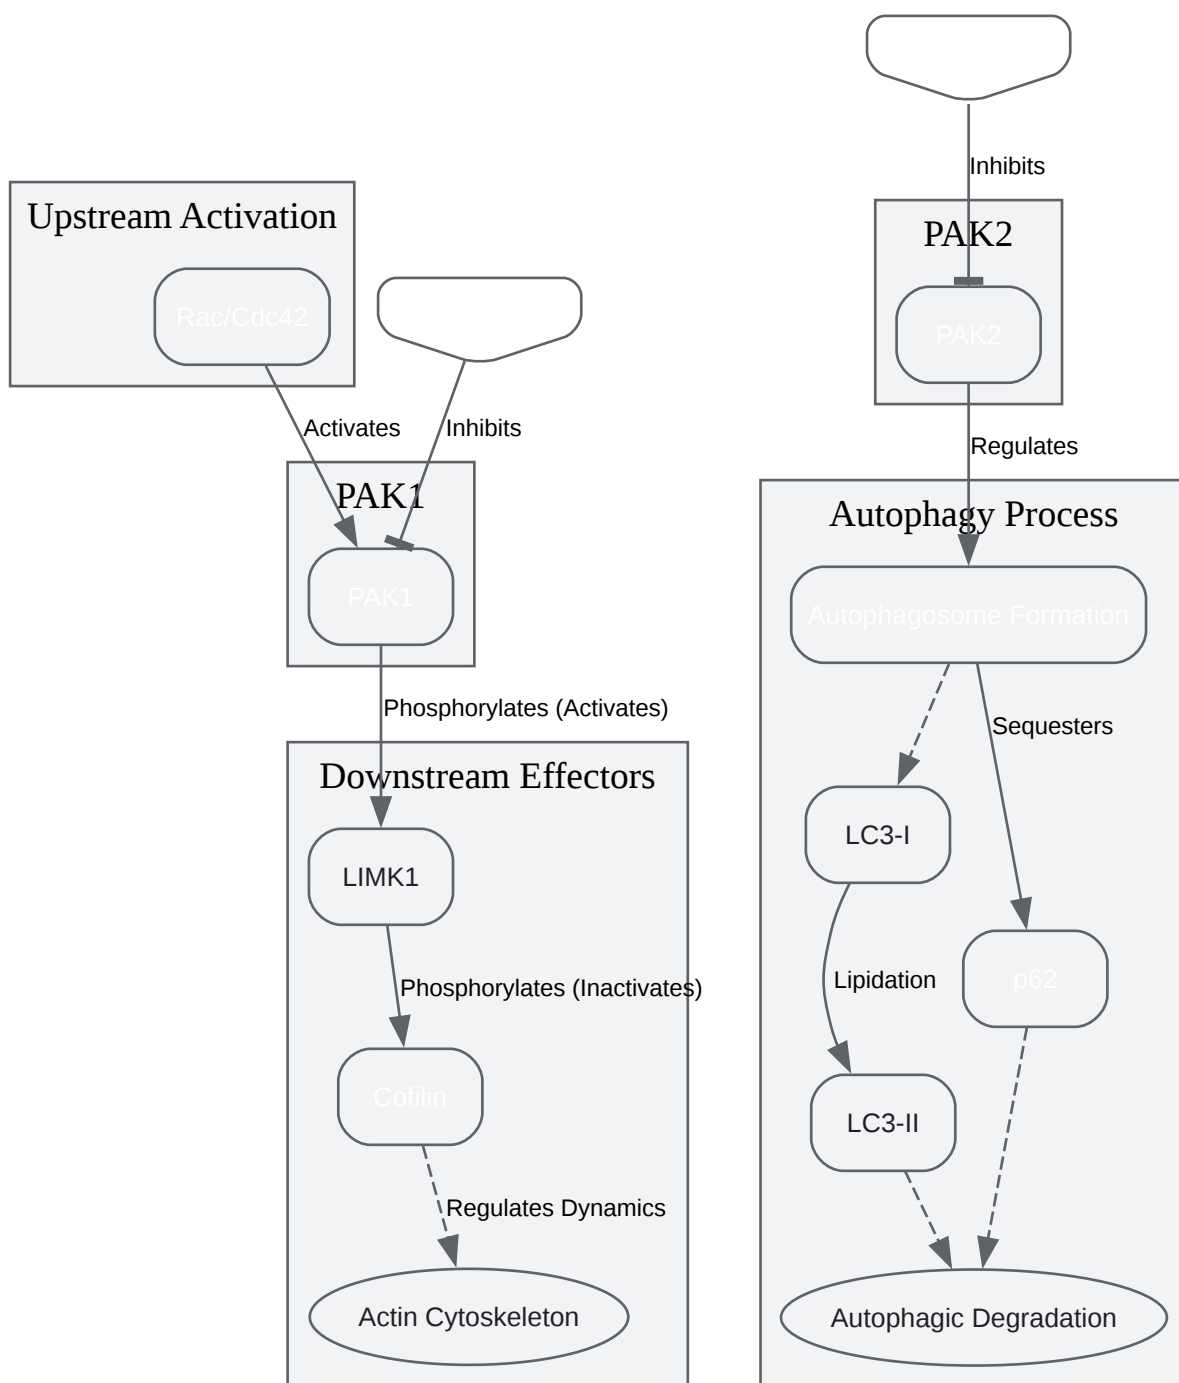 Inhibits
PAK2
PAK2
Regulates
Upstream Activation
Rac/Cdc42
Activates
Inhibits
PAK1
PAK1
Phosphorylates (Activates)
Downstream Effectors
LIMK1
Phosphorylates (Inactivates)
Cofilin
Regulates Dynamics
Actin Cytoskeleton
Autophagy Process
Autophagosome Formation
Sequesters
LC3-I
Lipidation
p62
LC3-II
Autophagic Degradation